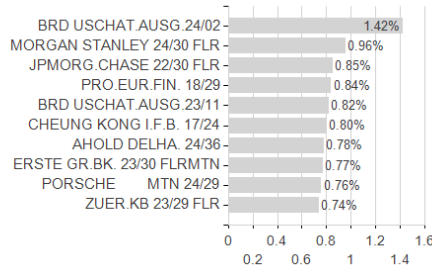 BRD USCHAT.AUSG.24/02 1.42%
MORGAN STANLEY 24/30 FLR 0.96%
JPMORG.CHASE 22/30 FLR 0.85%
PRO.EUR.FIN. 18/29 0.84%
BRD USCHAT.AUSG.23/11 0.82%
CHEUNG KONG I.F.B. 17/24 0.80%
AHOLD DELHA. 24/36 0.78%
ERSTE GR.BK. 23/30 FLRMTN 0.77%
PORSCHE MTN 24/29 0.76%
ZUER.KB 23/29 FLR 0.74%
0 0.4 0.8 1.2 1.6
0.2 0.6 1 1.4